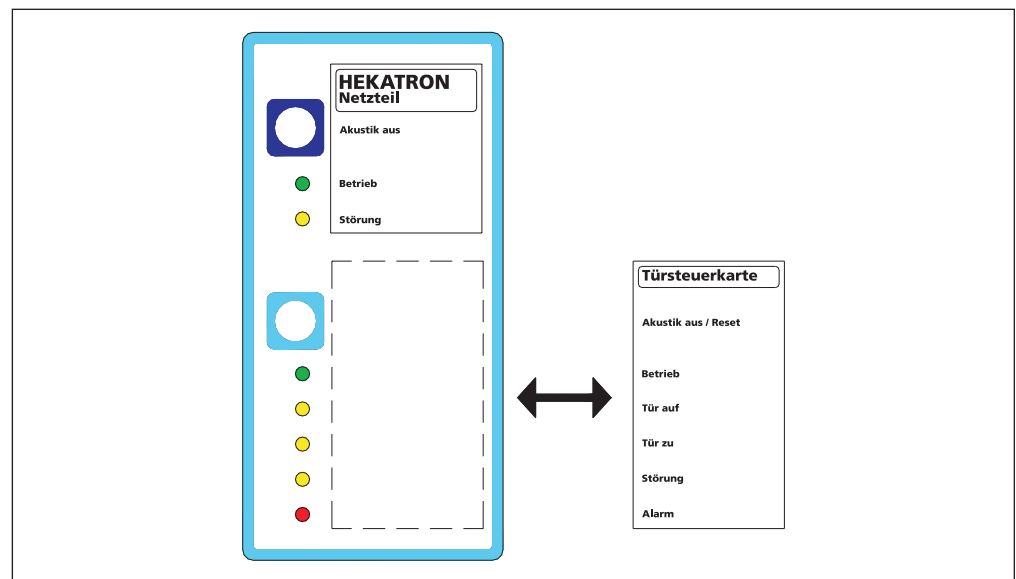 HEKATRON
Netzteil
Akustik aus
Betrieb
Störung
Türsteuerkarte
Akustik aus / Reset
Betrieb
Tür auf
Tür zu
Störung
Alarm